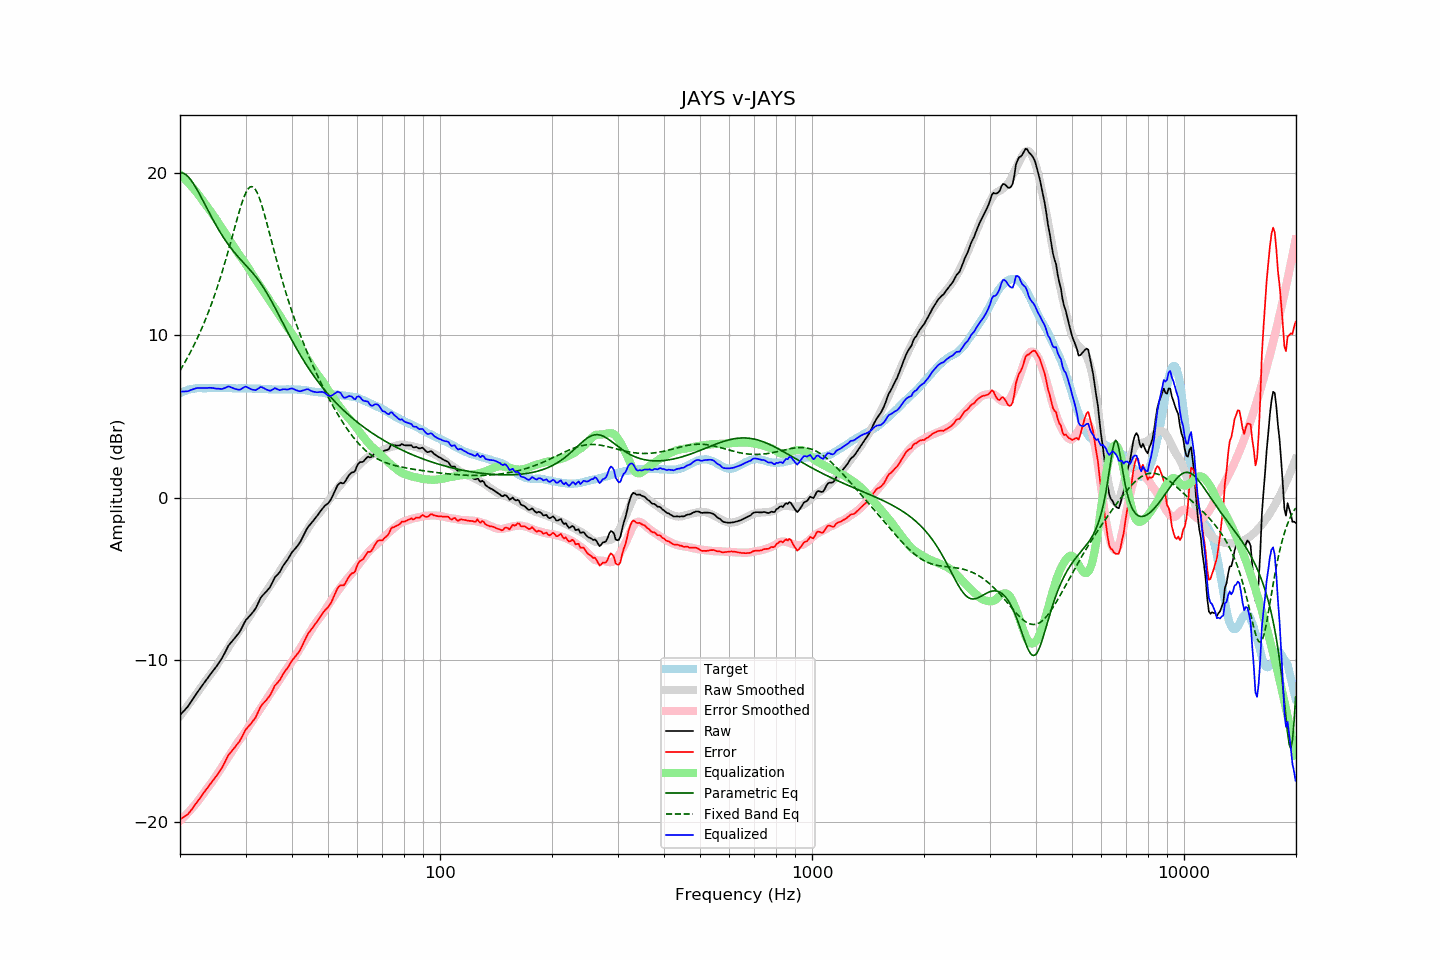 JAYS v-JAYS
Amplitude (dBr)
20
10
0
−10
−20
Target
Raw Smoothed
Error Smoothed
Raw
Error
Equalization
Parametric Eq
Fixed Band Eq
Equalized
100
1000
10000
Frequency (Hz)